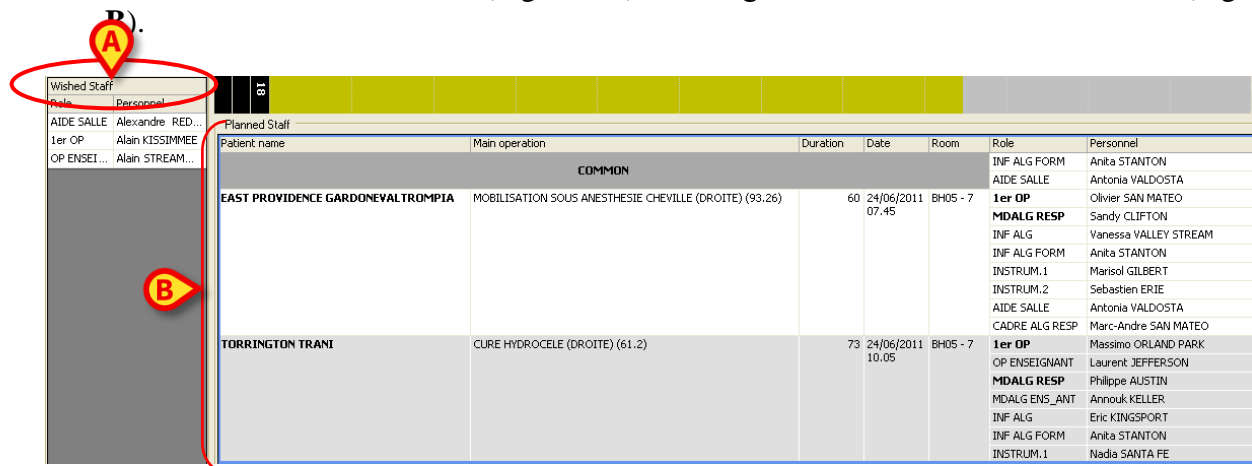 B).
A
Wished Staff
Role Personnel
AIDE SALLE Alexandre RED...
1er OP Alain KISSIMMEE
OP ENSEI... Alain STREAM...
18
Planned Staff
Patient name Main operation Duration Date Room Role Personnel
COMMON INF ALG FORM Anita STANTON
AIDE SALLE Antonia VALDOSTA
EAST PROVIDENCE GARDONEVALTROMPIA MOBILISATION SOUS ANESTHESIE CHEVILLE (DROITE) (93.26) 60 24/06/2011 BH05 - 7 1er OP Olivier SAN MATEO
07.45 MDALG RESP Sandy CLIFTON
INF ALG Vanessa VALLEY STREAM
INF ALG FORM Anita STANTON
B
INSTRUM.1 Marisol GILBERT
INSTRUM.2 Sebastien ERIE
AIDE SALLE Antonia VALDOSTA
CADRE ALG RESP Marc-Andre SAN MATEO
TORRINGTON TRANI CURE HYDROCELE (DROITE) (61.2) 73 24/06/2011 BH05 - 7 1er OP Massimo ORLAND PARK
10.05 OP ENSEIGNANT Laurent JEFFERSON
MDALG RESP Philippe AUSTIN
MDALG ENS_ANT Annouk KELLER
INF ALG Eric KINGSPORT
INF ALG FORM Anita STANTON
INSTRUM.1 Nadia SANTA FE